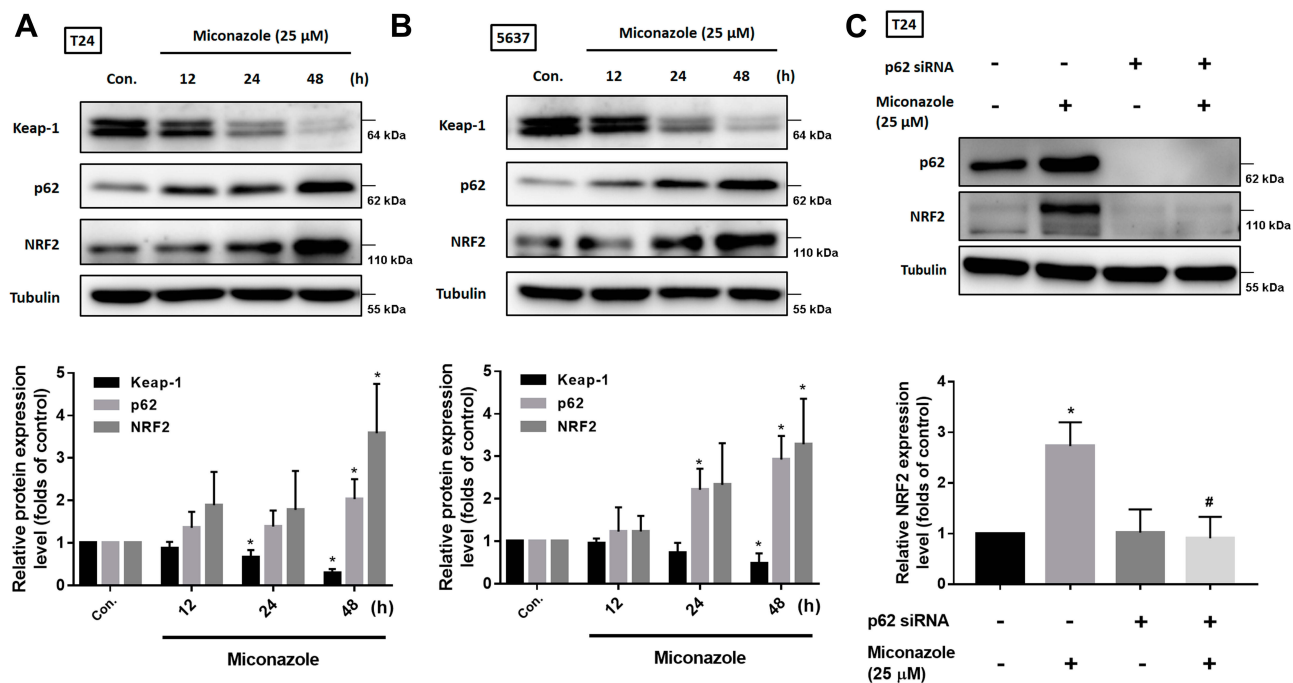 A
T24
Miconazole (25 µM)
Con. 12 24 48 (h)
Keap-1
64 kDa
p62
62 kDa
NRF2
110 kDa
Tubulin
55 kDa
Relative protein expression
level (folds of control)
5
4
3
2
1
0
Keap-1
p62
NRF2
* * * *
Con. 12 24 48 (h)
Miconazole
B
5637
Miconazole (25 µM)
Con. 12 24 48 (h)
Keap-1
64 kDa
p62
62 kDa
NRF2
110 kDa
Tubulin
55 kDa
Relative protein expression
level (folds of control)
5
4
3
2
1
0
Keap-1
p62
NRF2
* * * *
Con. 12 24 48 (h)
Miconazole
C
T24
p62 siRNA - - + +
Miconazole - + - +
(25 µM)
p62
62 kDa
NRF2
110 kDa
Tubulin
55 kDa
Relative NRF2 expression
level (folds of control)
4
3
2
1
0
* #
p62 siRNA - - + +
Miconazole - + - +
(25 µM)